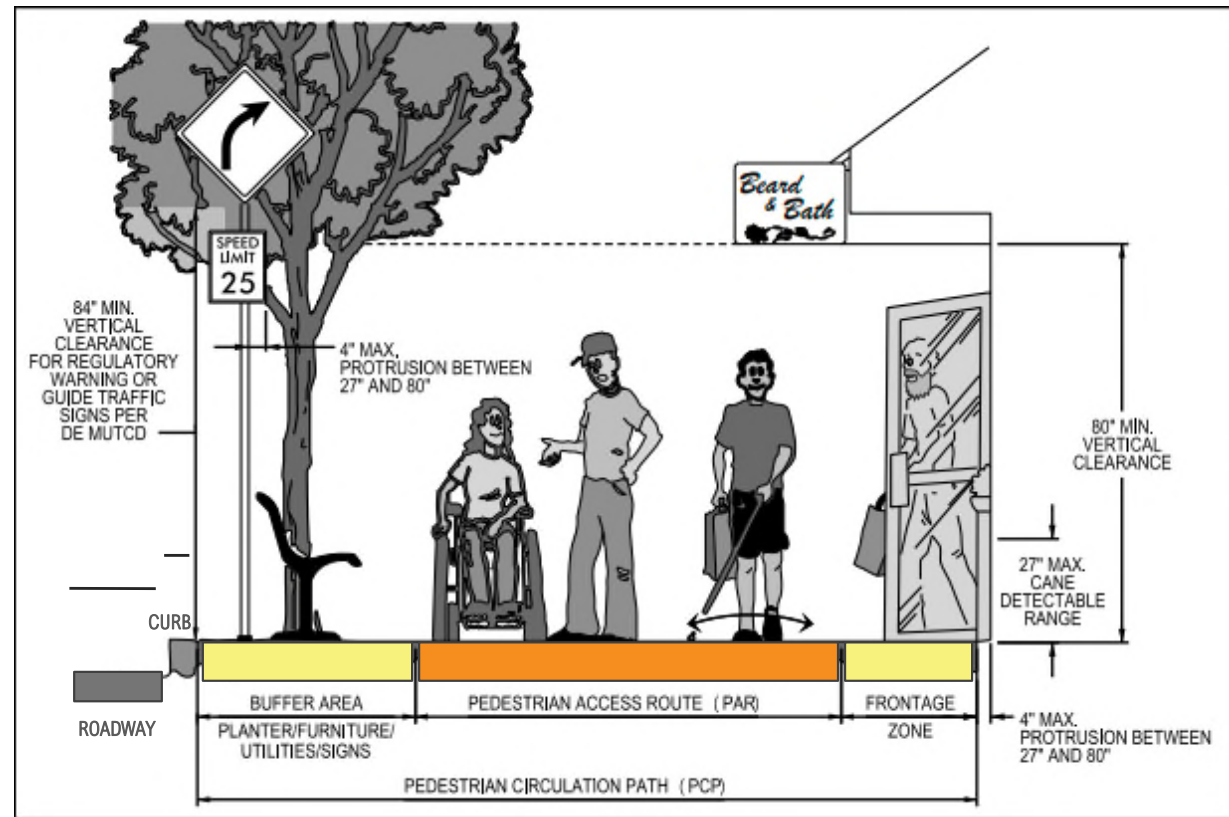 Beard
& Bath
SPEED
LIMIT
25
84" MIN.
VERTICAL
CLEARANCE
FOR REGULATORY
WARNING OR
GUIDE TRAFFIC
SIGNS PER
DE MUTCD
4" MAX.
PROTRUSION BETWEEN
27" AND 80"
80" MIN.
VERTICAL
CLEARANCE
27" MAX.
CANE
DETECTABLE
RANGE
CURB
ROADWAY
BUFFER AREA
PLANTER/FURNITURE/
UTILITIES/SIGNS
PEDESTRIAN ACCESS ROUTE (PAR)
FRONTAGE
ZONE
4" MAX.
PROTRUSION BETWEEN
27" AND 80"
PEDESTRIAN CIRCULATION PATH (PCP)